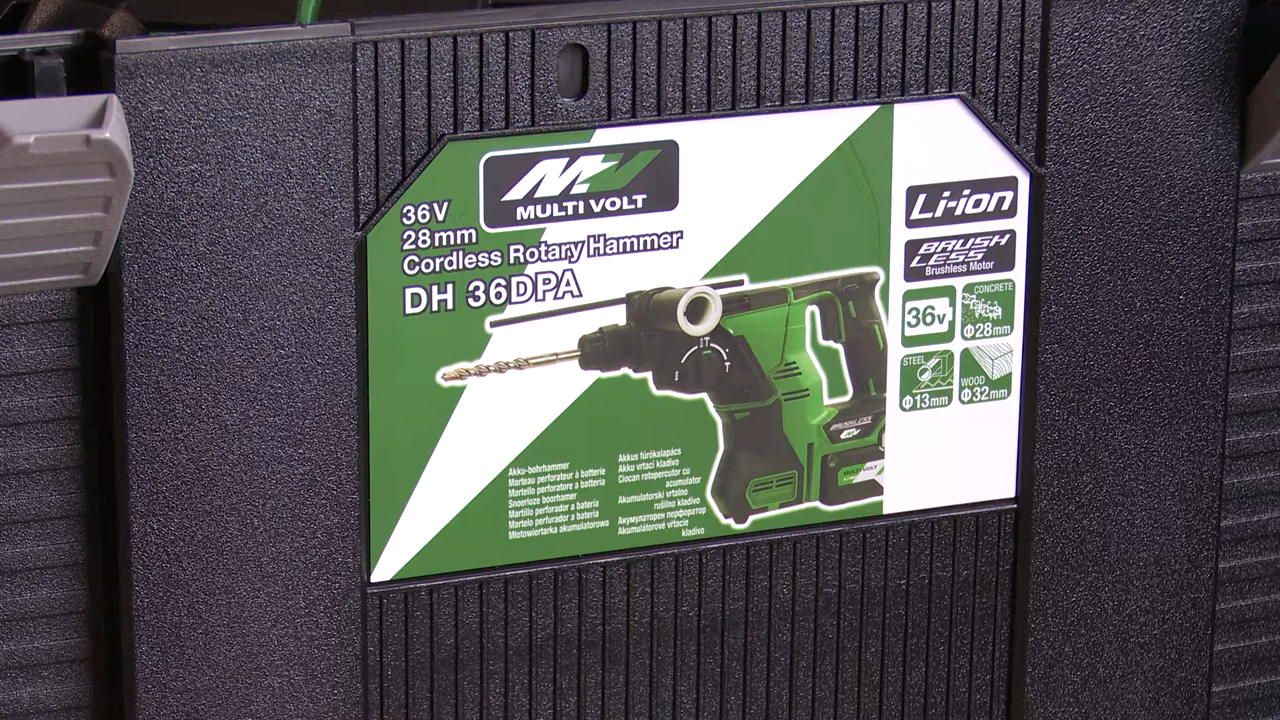 MULTI VOLT
36V
28mm
Cordless Rotary Hammer
DH 36DPA
Li-ion
BRUSH
LESS
Brushless Motor
36v
CONCRETE
Φ28mm
STEEL
Φ13mm
WOOD
Φ32mm
BRUSHLESS
MULTI VOLT
Akku-bohrhammer
Marteau perforateur à batterie
Martello perforatore a batteria
Snoerloze boorhamer
Martillo perforador a bateria
Martelo perfurador a bateria
Młotowiertarka akumulatorowa
Akkus fúrókalapács
Akku vrtací kladivo
Ciocan rotopercutor cu
acumulator
Akumulatorski vrtalno
rušilno kladivo
Акумулаторен перфоратор
Akumulátorové vŕtacie
kladivo